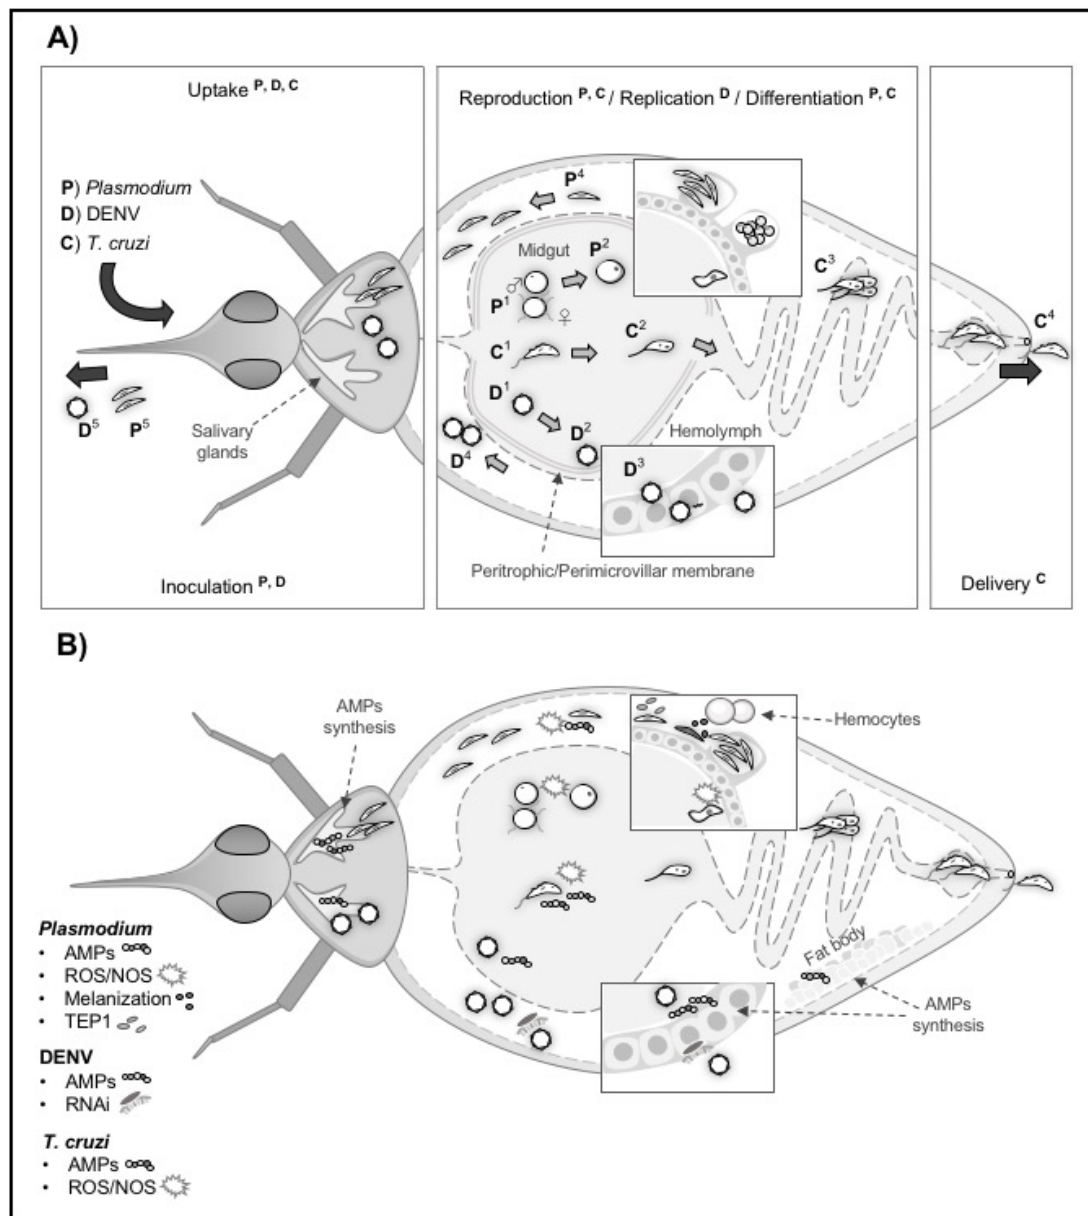 A)
Uptake P, D, C
P) Plasmodium
D) DENV
C) T. cruzi
D5
P5
Salivary
glands
Inoculation P, D
Reproduction P, C / Replication D / Differentiation P, C
P4
Midgut
P2
♂
P1
♀
C1
C2
C3
D1
D2
D4
Hemolymph
D3
Peritrophic/Perimicrovillar membrane
C4
Delivery C
B)
AMPs
synthesis
Hemocytes
Fat body
AMPs
synthesis
Plasmodium
• AMPs
• ROS/NOS
• Melanization
• TEP1
DENV
• AMPs
• RNAi
T. cruzi
• AMPs
• ROS/NOS